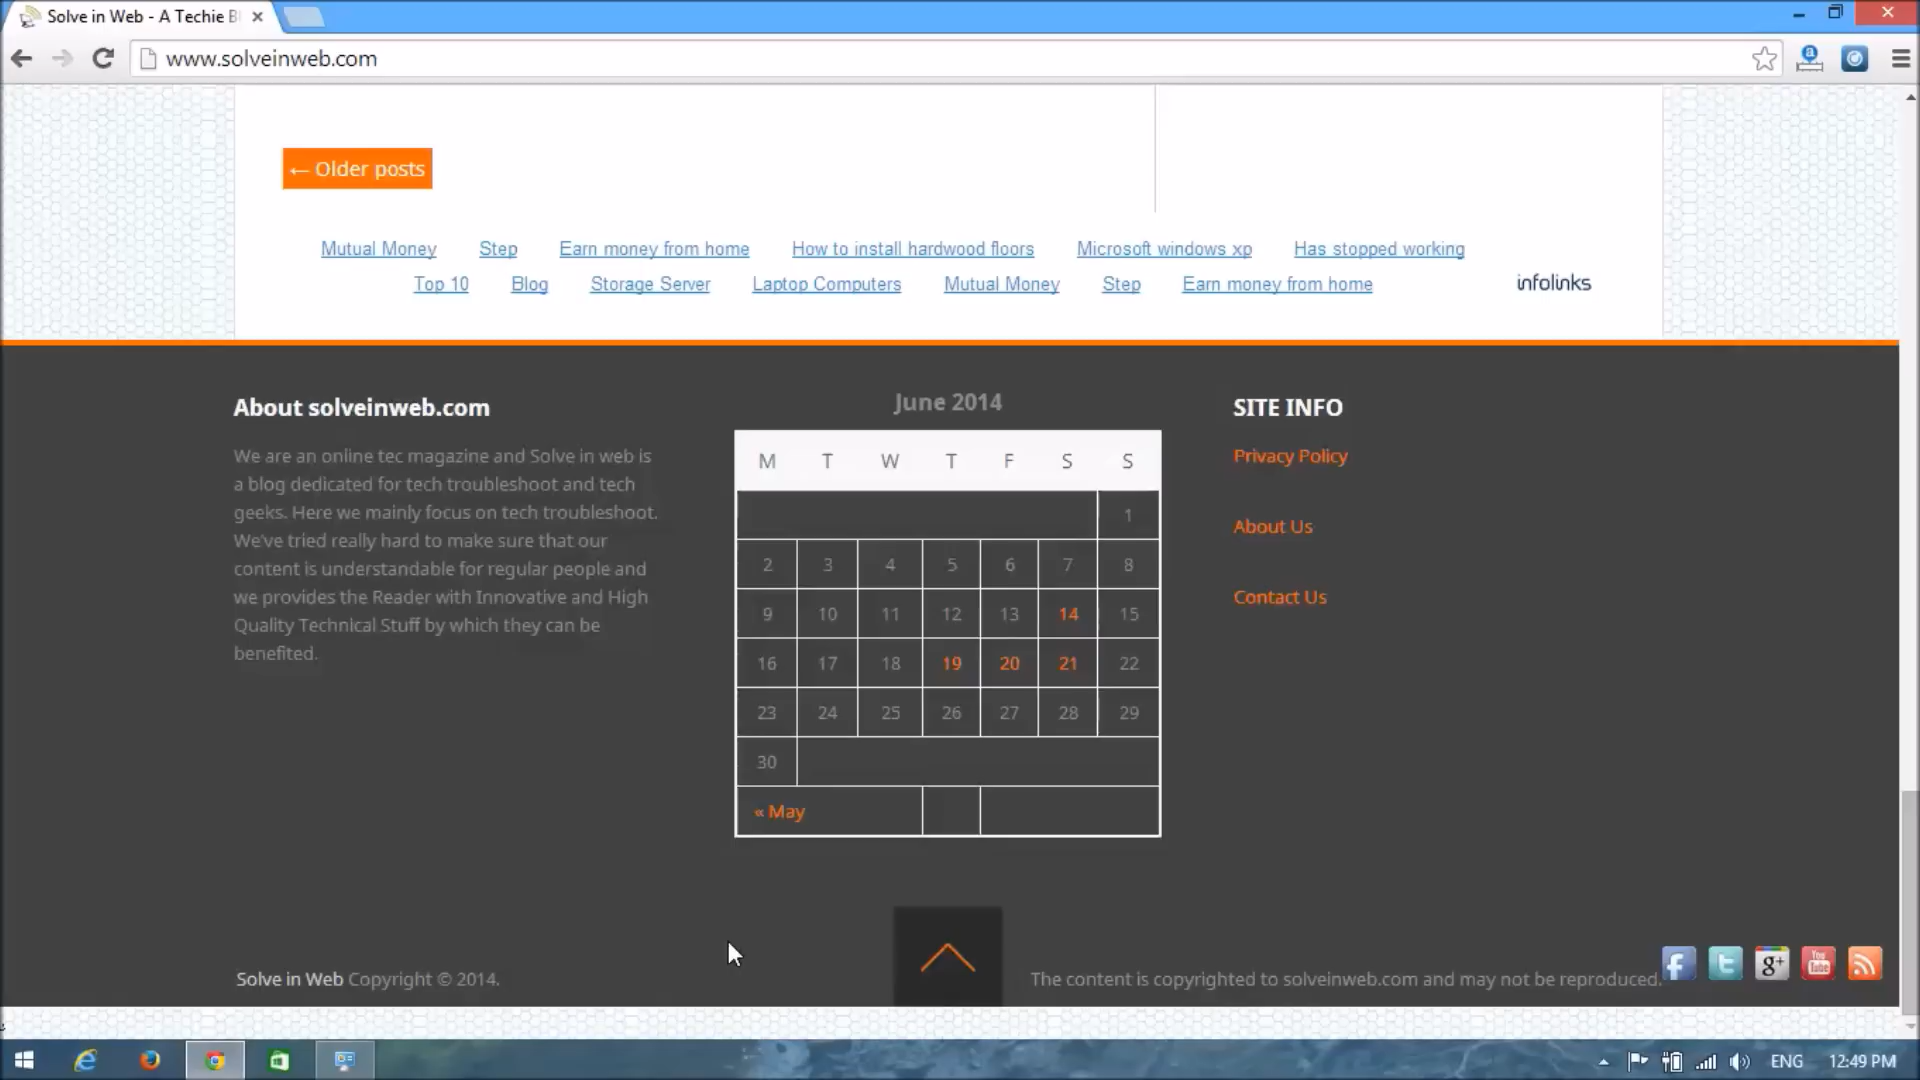 Solve in Web - A Techie B
www.solveinweb.com
← Older posts
Mutual Money Step Earn money from home How to install hardwood floors Microsoft windows xp Has stopped working
Top 10 Blog Storage Server Laptop Computers Mutual Money Step Earn money from home infolinks
About solveinweb.com
We are an online tec magazine and Solve in web is
a blog dedicated for tech troubleshoot and tech
geeks. Here we mainly focus on tech troubleshoot.
We've tried really hard to make sure that our
content is understandable for regular people and
we provides the Reader with Innovative and High
Quality Technical Stuff by which they can be
benefited.
June 2014
M T W T F S S
1
2 3 4 5 6 7 8
9 10 11 12 13 14 15
16 17 18 19 20 21 22
23 24 25 26 27 28 29
30
« May
SITE INFO
Privacy Policy
About Us
Contact Us
Solve in Web Copyright © 2014.
The content is copyrighted to solveinweb.com and may not be reproduced.
f t g+ You Tube
ENG 12:49 PM